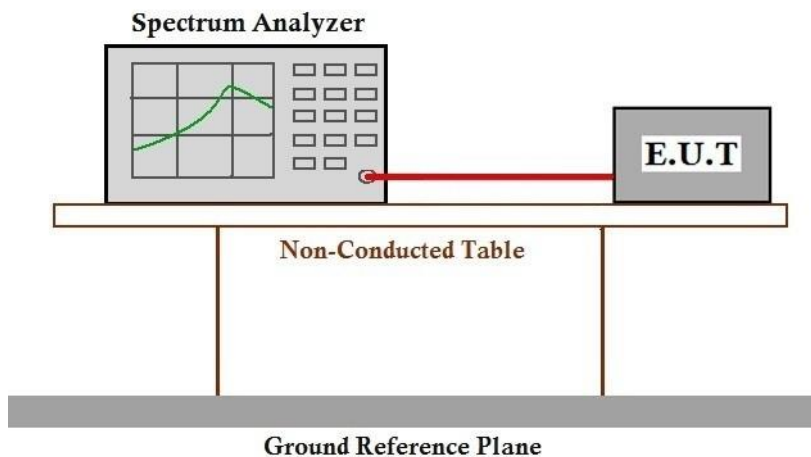 Spectrum Analyzer
E.U.T
Non-Conducted Table
Ground Reference Plane